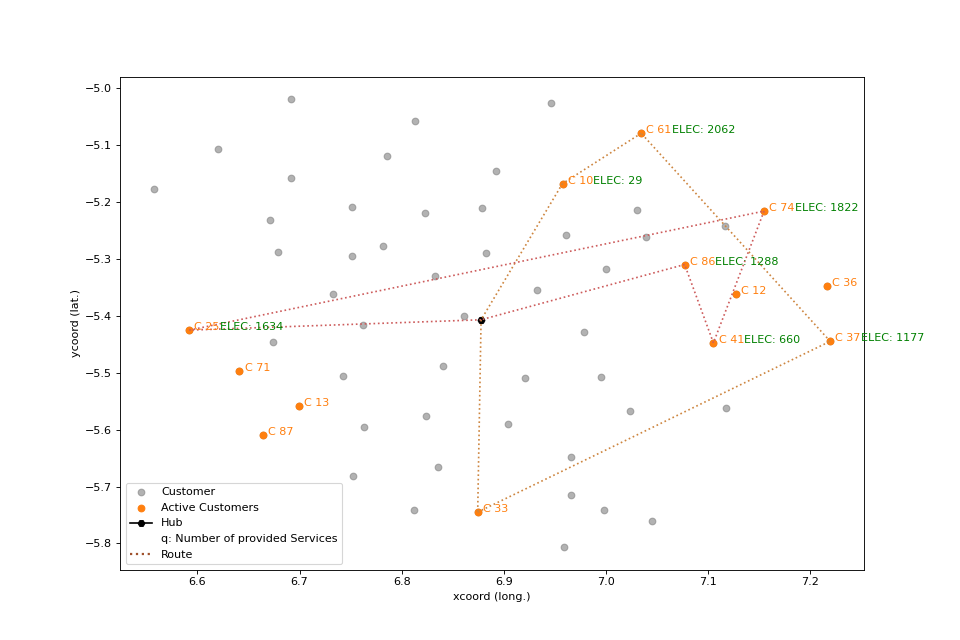 −5.0
−5.1
−5.2
−5.3
−5.4
−5.5
−5.6
−5.7
−5.8
ycoord (lat.)
C 61ELEC: 2062
C 10ELEC: 29
C 74ELEC: 1822
C 86ELEC: 1288
C 36
C 12
C 25ELEC: 1634
C 41ELEC: 660
C 37ELEC: 1177
C 71
C 13
C 87
C 33
Customer
Active Customers
Hub
q: Number of provided Services
Route
6.6 6.7 6.8 6.9 7.0 7.1 7.2
xcoord (long.)